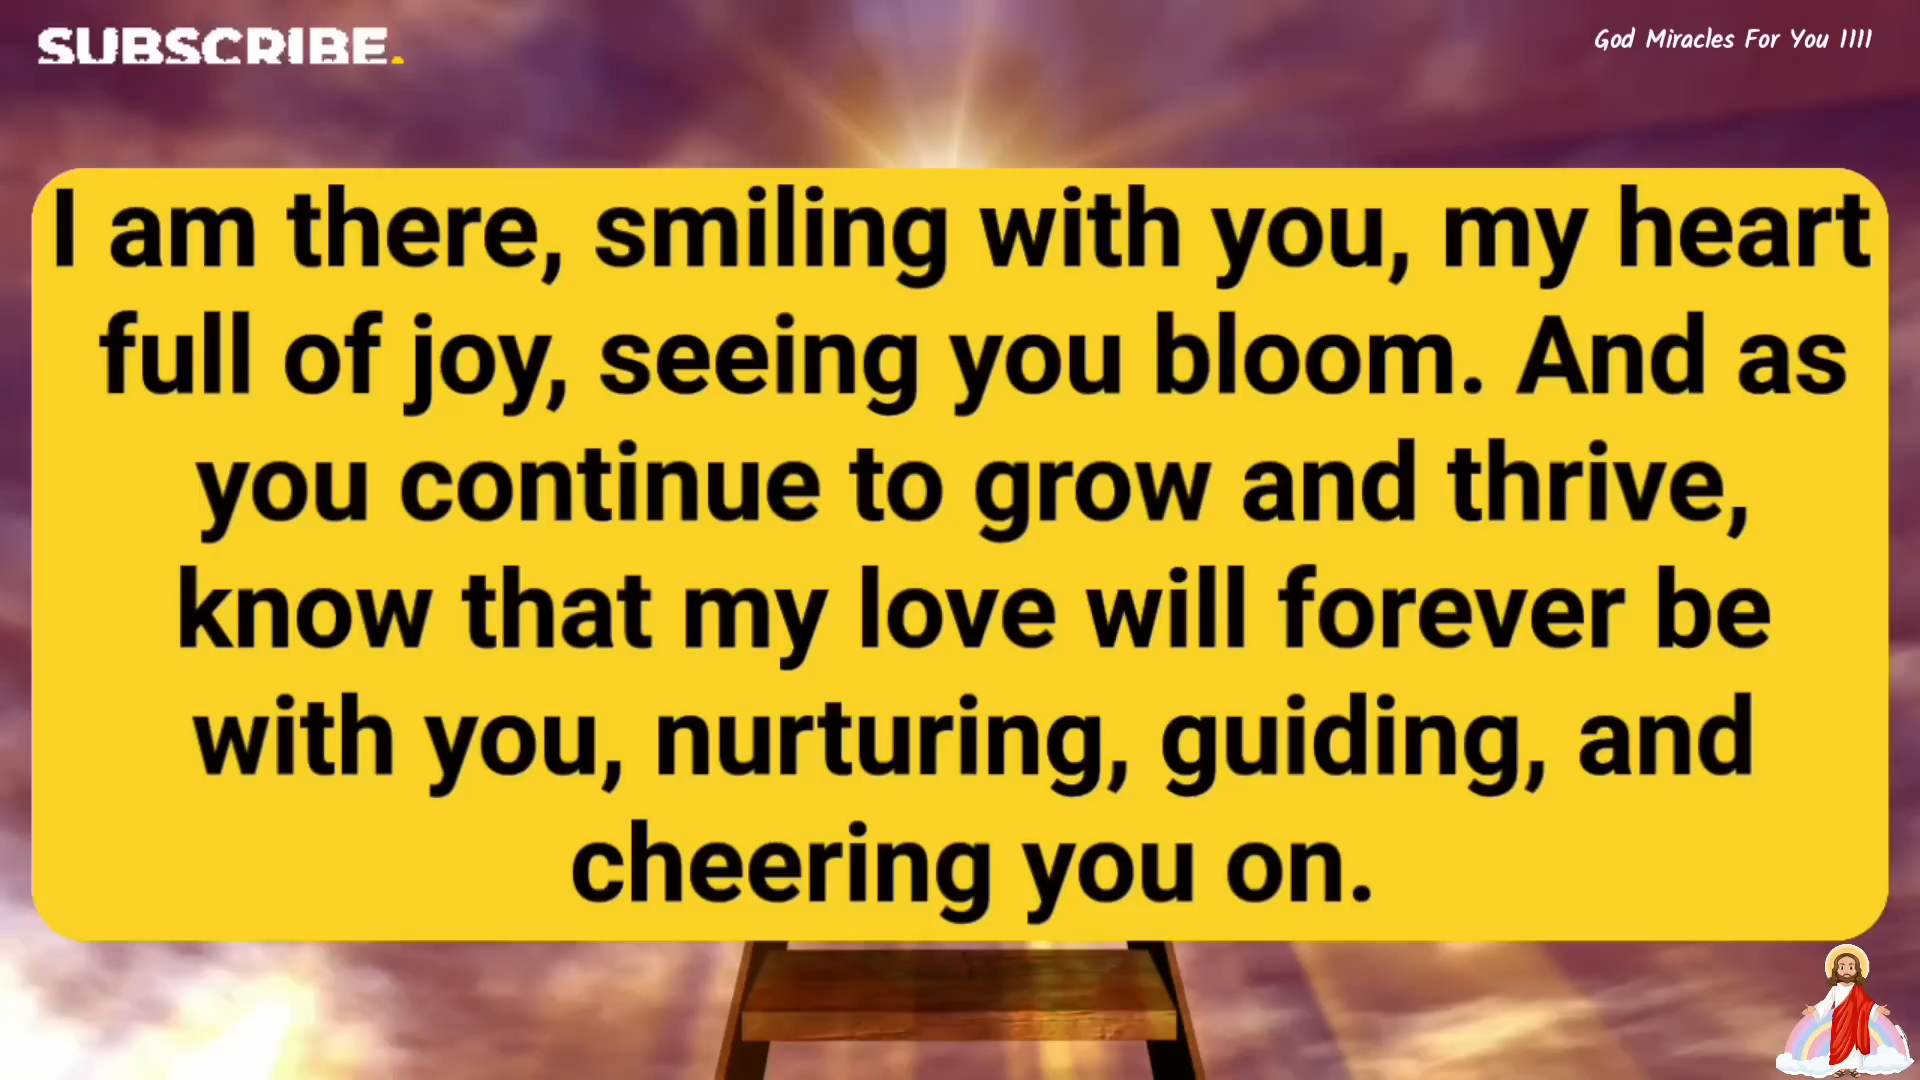 SUBSCRIBE.
God Miracles For You 1111
I am there, smiling with you, my heart
full of joy, seeing you bloom. And as
you continue to grow and thrive,
know that my love will forever be
with you, nurturing, guiding, and
cheering you on.